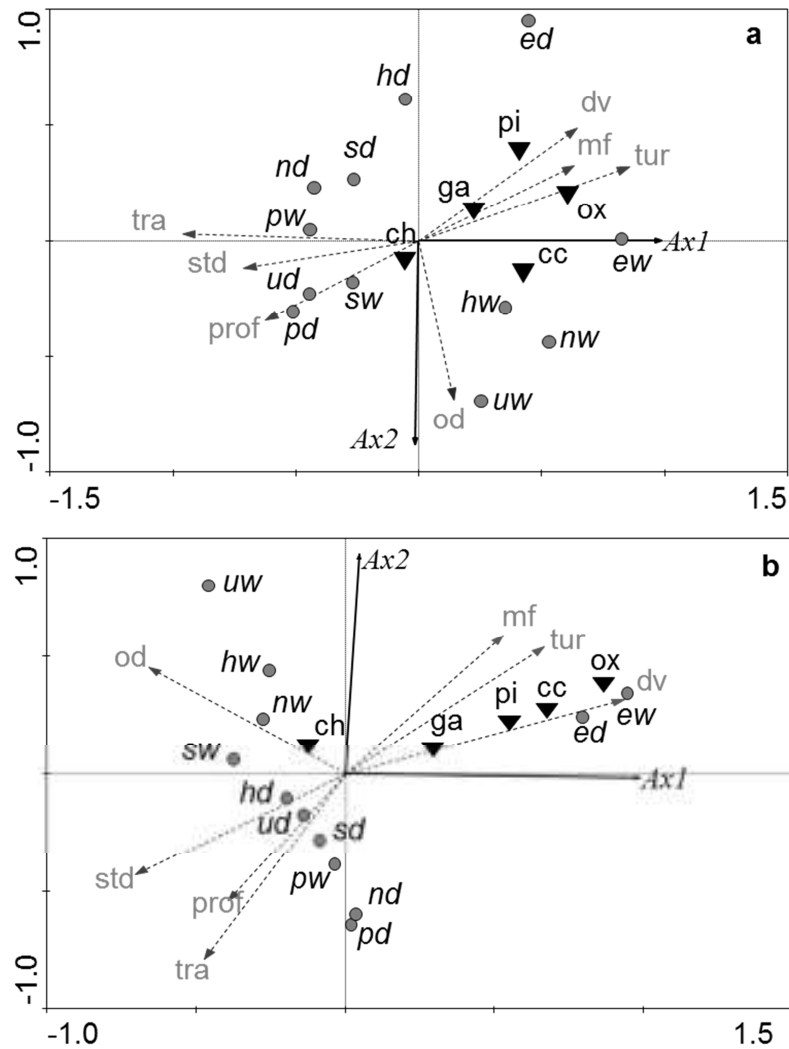 1.0
a
ed
hd
dv
pi
mf
tur
sd
nd
ga
ox
tra
pw
ch
Ax1
std
cc
ew
ud
sw
hw
prof
pd
nw
uw
od
Ax2
-1.0
-1.5
1.5
1.0
b
Ax2
uw
mf
tur
od
hw
ox
dv
nw
ch
ga
pi
cc
ew
ed
sw
hd
Ax1
ud
sd
std
pw
prof
nd
pd
tra
-1.0
-1.0
1.5